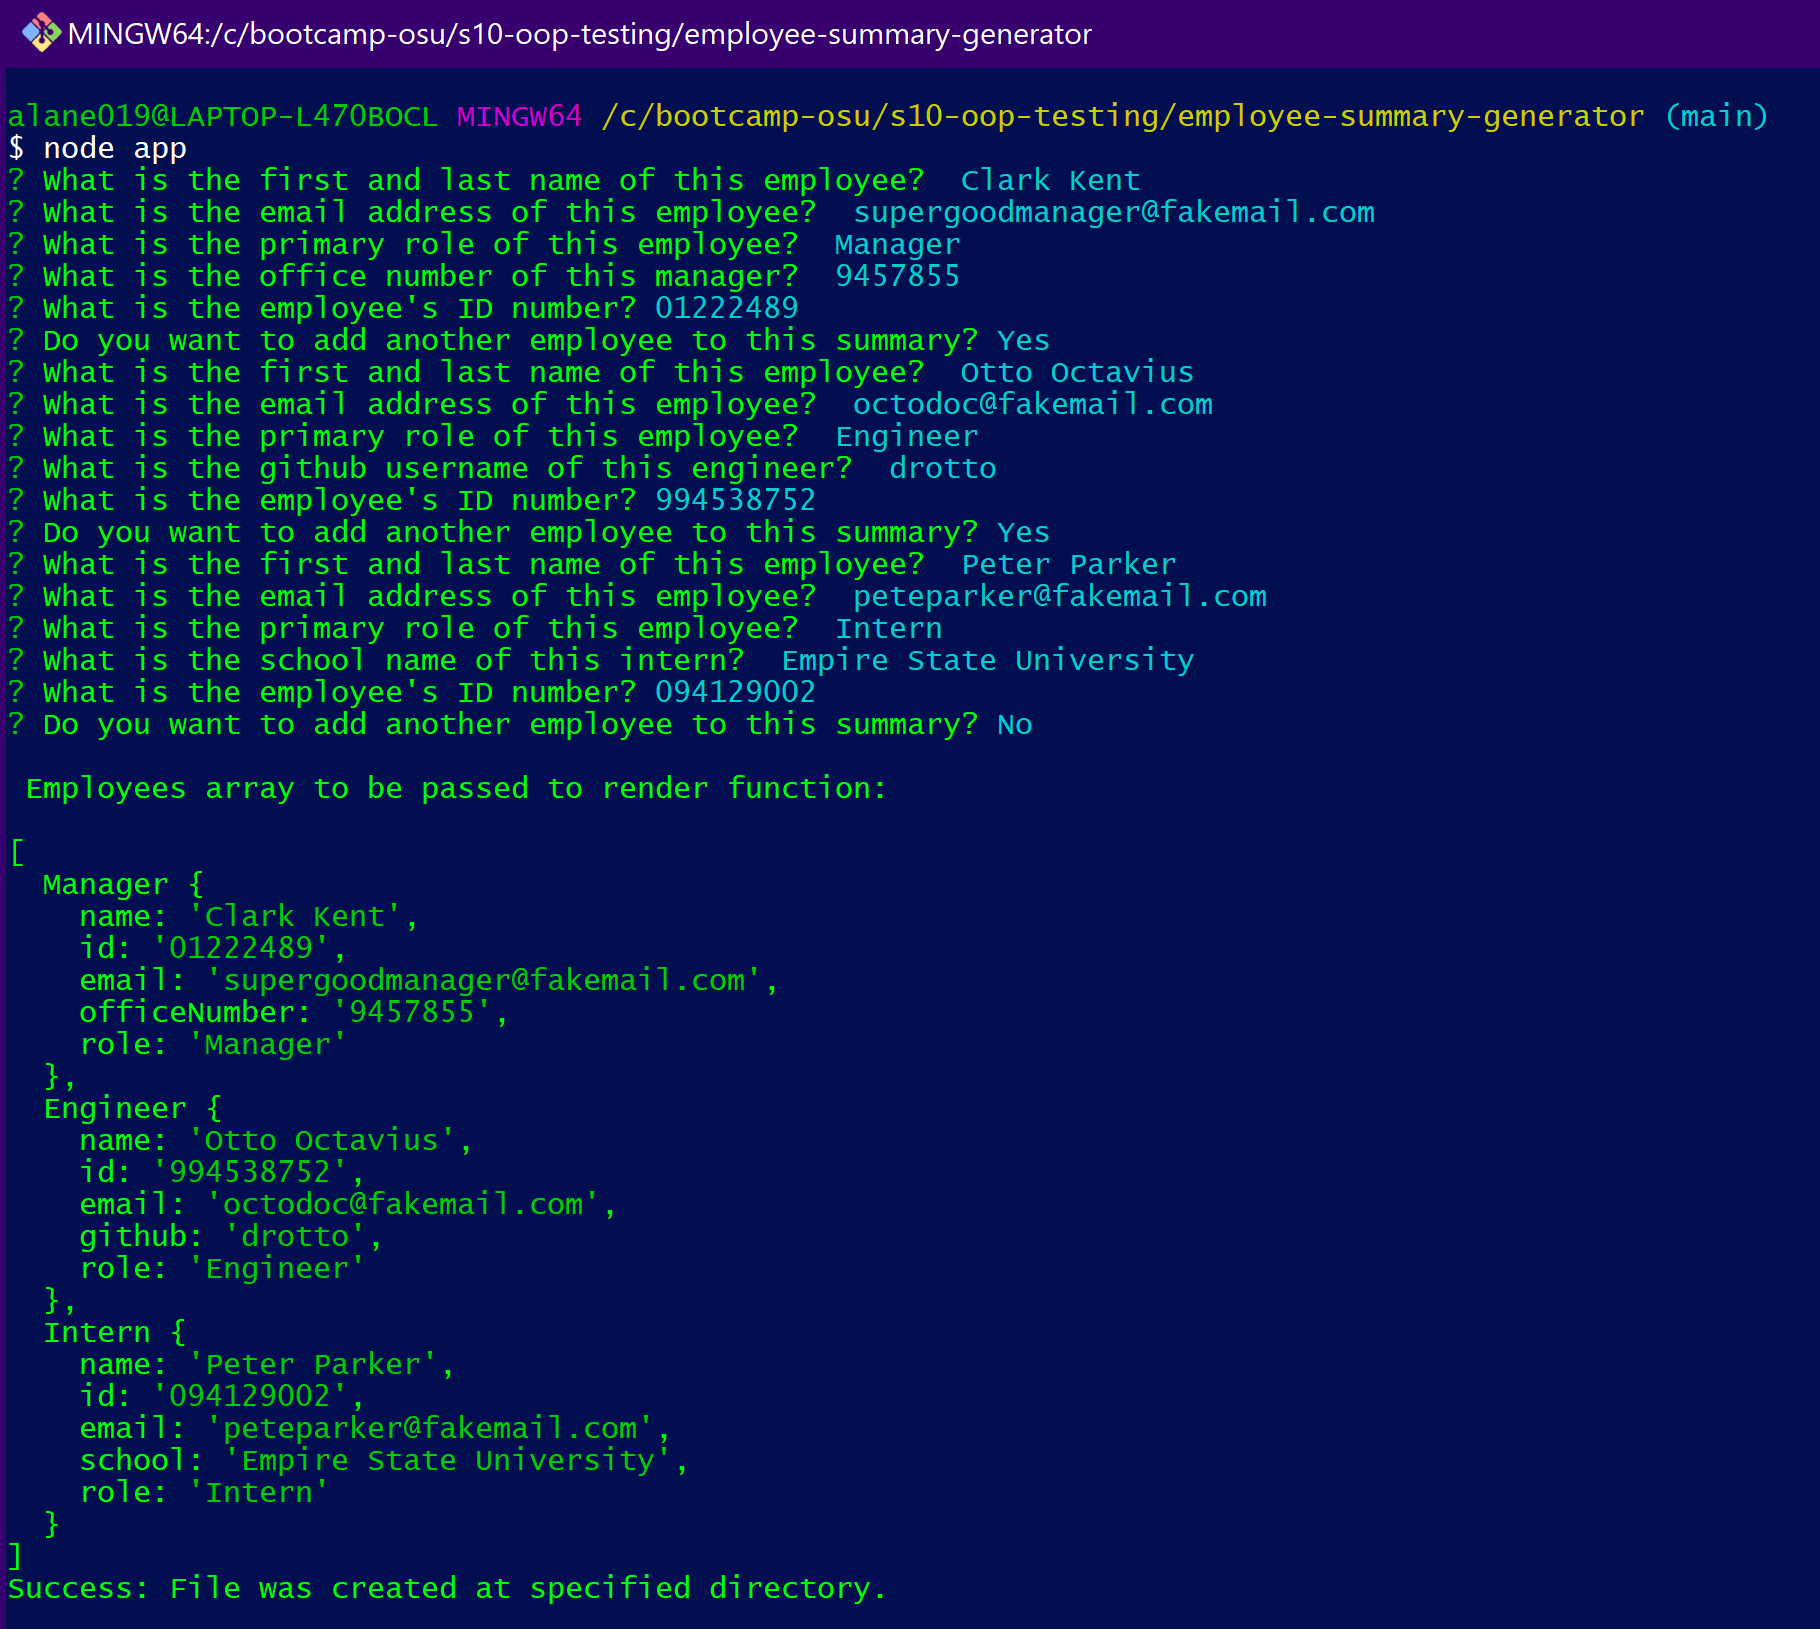 MINGW64:/c/bootcamp-osu/s10-oop-testing/employee-summary-generator
alane019@LAPTOP-L470BOCL MINGW64 /c/bootcamp-osu/s10-oop-testing/employee-summary-generator (main)
$ node app
? What is the first and last name of this employee?  Clark Kent
? What is the email address of this employee?  supergoodmanager@fakemail.com
? What is the primary role of this employee?  Manager
? What is the office number of this manager?  9457855
? What is the employee's ID number? 01222489
? Do you want to add another employee to this summary? Yes
? What is the first and last name of this employee?  Otto Octavius
? What is the email address of this employee?  octodoc@fakemail.com
? What is the primary role of this employee?  Engineer
? What is the github username of this engineer?  drotto
? What is the employee's ID number? 994538752
? Do you want to add another employee to this summary? Yes
? What is the first and last name of this employee?  Peter Parker
? What is the email address of this employee?  peteparker@fakemail.com
? What is the primary role of this employee?  Intern
? What is the school name of this intern?  Empire State University
? What is the employee's ID number? 094129002
? Do you want to add another employee to this summary? No
 Employees array to be passed to render function:
[
  Manager {
    name: 'Clark Kent',
    id: '01222489',
    email: 'supergoodmanager@fakemail.com',
    officeNumber: '9457855',
    role: 'Manager'
  },
  Engineer {
    name: 'Otto Octavius',
    id: '994538752',
    email: 'octodoc@fakemail.com',
    github: 'drotto',
    role: 'Engineer'
  },
  Intern {
    name: 'Peter Parker',
    id: '094129002',
    email: 'peteparker@fakemail.com',
    school: 'Empire State University',
    role: 'Intern'
  }
]
Success: File was created at specified directory.